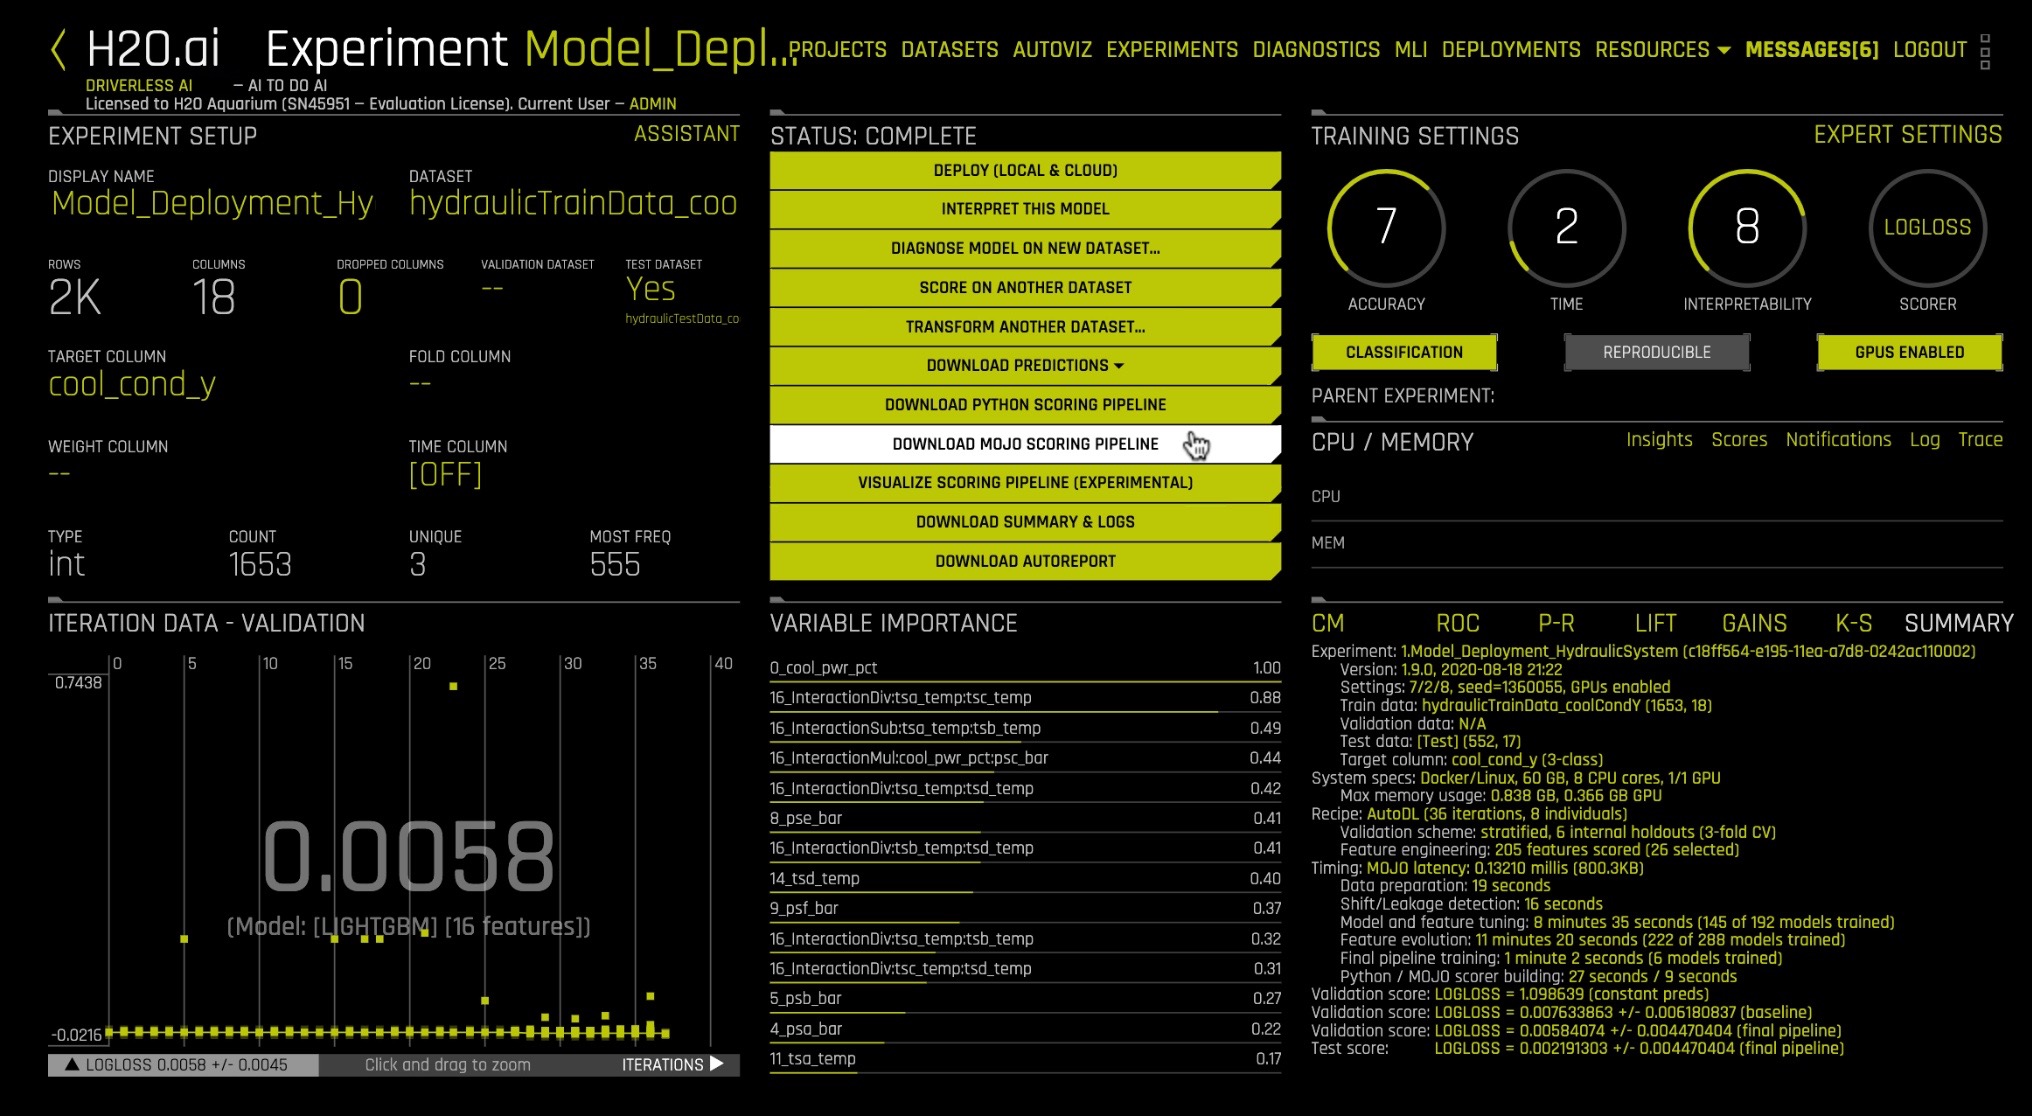 H2O.ai Experiment Model_Depl...
PROJECTS DATASETS AUTOVIZ EXPERIMENTS DIAGNOSTICS MLI DEPLOYMENTS RESOURCES MESSAGES[6] LOGOUT
DRIVERLESS AI — AI TO DO AI
Licensed to H2O Aquarium (SN45951 — Evaluation License). Current User — ADMIN
EXPERIMENT SETUP ASSISTANT
DISPLAY NAME DATASET
Model_Deployment_Hy hydraulicTrainData_coo
ROWS COLUMNS DROPPED COLUMNS VALIDATION DATASET TEST DATASET
2K 18 0 -- Yes
hydraulicTestData_co
TARGET COLUMN FOLD COLUMN
cool_cond_y --
WEIGHT COLUMN TIME COLUMN
-- [OFF]
TYPE COUNT UNIQUE MOST FREQ
int 1653 3 555
STATUS: COMPLETE
DEPLOY (LOCAL & CLOUD)
INTERPRET THIS MODEL
DIAGNOSE MODEL ON NEW DATASET...
SCORE ON ANOTHER DATASET
TRANSFORM ANOTHER DATASET...
DOWNLOAD PREDICTIONS
DOWNLOAD PYTHON SCORING PIPELINE
DOWNLOAD MOJO SCORING PIPELINE
VISUALIZE SCORING PIPELINE (EXPERIMENTAL)
DOWNLOAD SUMMARY & LOGS
DOWNLOAD AUTOREPORT
TRAINING SETTINGS EXPERT SETTINGS
7 2 8 LOGLOSS
ACCURACY TIME INTERPRETABILITY SCORER
CLASSIFICATION REPRODUCIBLE GPUS ENABLED
PARENT EXPERIMENT:
CPU / MEMORY Insights Scores Notifications Log Trace
CPU
MEM
ITERATION DATA - VALIDATION
0 5 10 15 20 25 30 35 40
0.7438
0.0058
(Model: [LIGHTGBM] [16 features])
-0.0216
LOGLOSS 0.0058 +/- 0.0045 Click and drag to zoom ITERATIONS
VARIABLE IMPORTANCE
0_cool_pwr_pct 1.00
16_InteractionDiv:tsa_temp:tsc_temp 0.88
16_InteractionSub:tsa_temp:tsb_temp 0.49
16_InteractionMul:cool_pwr_pct:psc_bar 0.44
16_InteractionDiv:tsa_temp:tsd_temp 0.42
8_pse_bar 0.41
16_InteractionDiv:tsb_temp:tsd_temp 0.41
14_tsd_temp 0.40
9_psf_bar 0.37
16_InteractionDiv:tsa_temp:tsb_temp 0.32
16_InteractionDiv:tsc_temp:tsd_temp 0.31
5_psb_bar 0.27
4_psa_bar 0.22
11_tsa_temp 0.17
CM ROC P-R LIFT GAINS K-S SUMMARY
Experiment: 1.Model_Deployment_HydraulicSystem (c18ff564-e195-11ea-a7d8-0242ac110002)
Version: 1.9.0, 2020-08-18 21:22
Settings: 7/2/8, seed=1360055, GPUs enabled
Train data: hydraulicTrainData_coolCondY (1653, 18)
Validation data: N/A
Test data: [Test] (552, 17)
Target column: cool_cond_y (3-class)
System specs: Docker/Linux, 60 GB, 8 CPU cores, 1/1 GPU
Max memory usage: 0.838 GB, 0.366 GB GPU
Recipe: AutoDL (36 iterations, 8 individuals)
Validation scheme: stratified, 6 internal holdouts (3-fold CV)
Feature engineering: 205 features scored (26 selected)
Timing: MOJO latency: 0.13210 millis (800.3KB)
Data preparation: 19 seconds
Shift/Leakage detection: 16 seconds
Model and feature tuning: 8 minutes 35 seconds (145 of 192 models trained)
Feature evolution: 11 minutes 20 seconds (222 of 288 models trained)
Final pipeline training: 1 minute 2 seconds (6 models trained)
Python / MOJO scorer building: 27 seconds / 9 seconds
Validation score: LOGLOSS = 1.098639 (constant preds)
Validation score: LOGLOSS = 0.007633863 +/- 0.006180837 (baseline)
Validation score: LOGLOSS = 0.00584074 +/- 0.004470404 (final pipeline)
Test score: LOGLOSS = 0.002191303 +/- 0.004470404 (final pipeline)